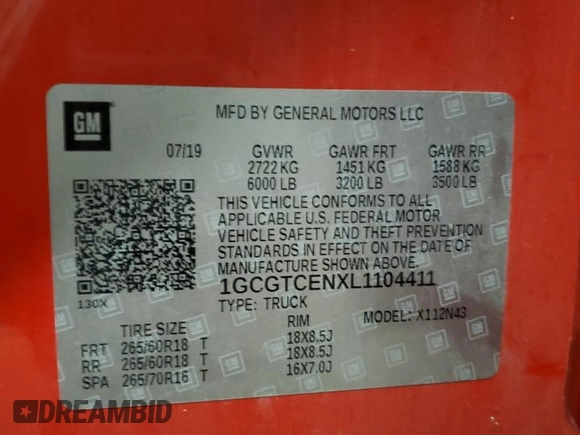 GM
MFD BY GENERAL MOTORS LLC
07/19 GVWR GAWR FRT GAWR RR
2722 KG 1451 KG 1588 KG
6000 LB 3200 LB 3500 LB
THIS VEHICLE CONFORMS TO ALL
APPLICABLE U.S. FEDERAL MOTOR
VEHICLE SAFETY AND THEFT PREVENTION
STANDARDS IN EFFECT ON THE DATE OF
MANUFACTURE SHOWN ABOVE.
130X
1GCGTCENXL1104411
TYPE: TRUCK MODEL: X112N43
TIRE SIZE RIM
FRT 265/60R18 T 18X8.5J
RR 265/60R18 T 18X8.5J
SPA 265/70R16 T 16X7.0J
DREAMBID